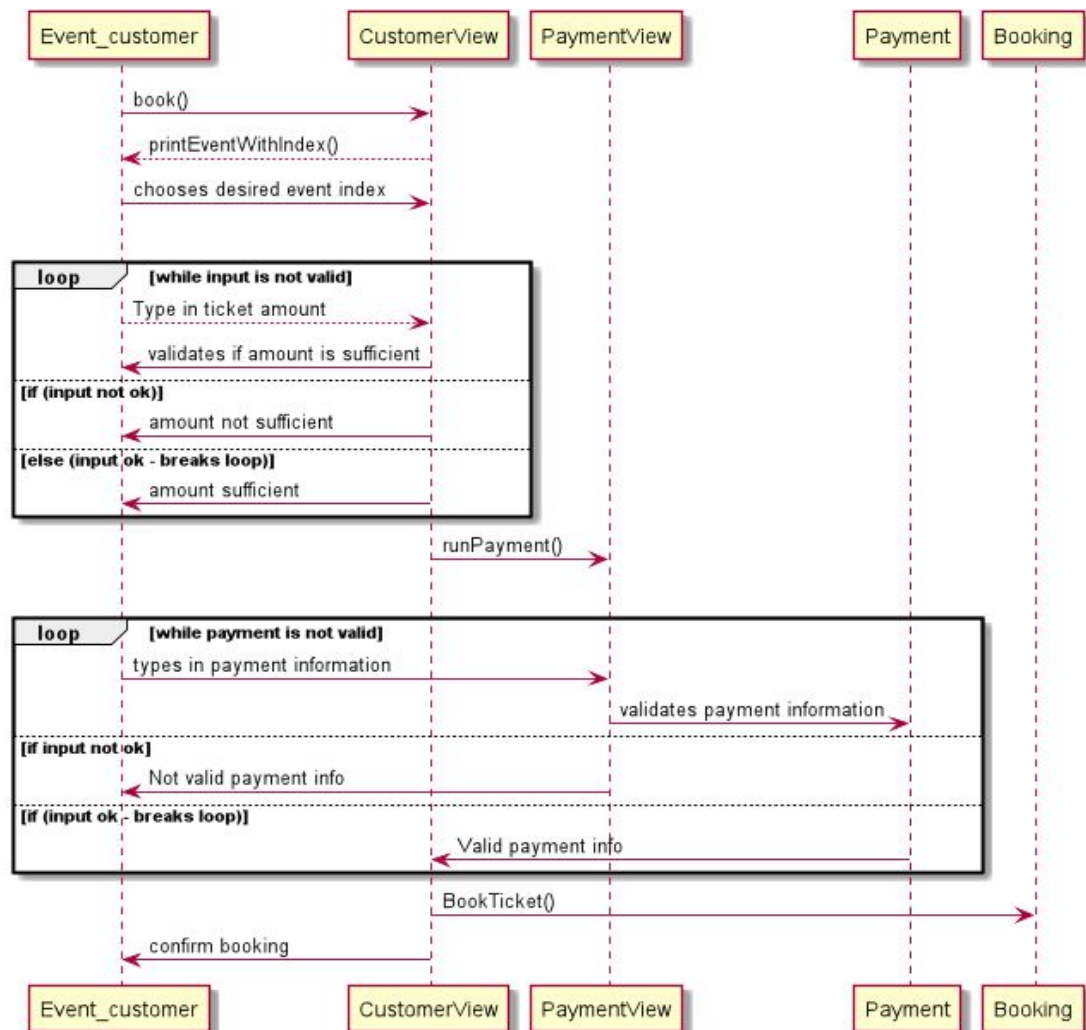 Event_customer CustomerView PaymentView Payment Booking
book()
printEventWithIndex()
chooses desired event index
loop [while input is not valid]
Type in ticket amount
validates if amount is sufficient
[if (input not ok)]
amount not sufficient
[else (input ok - breaks loop)]
amount sufficient
runPayment()
loop [while payment is not valid]
types in payment information
validates payment information
[if input not ok]
Not valid payment info
[if (input ok - breaks loop)]
Valid payment info
BookTicket()
confirm booking
Event_customer CustomerView PaymentView Payment Booking